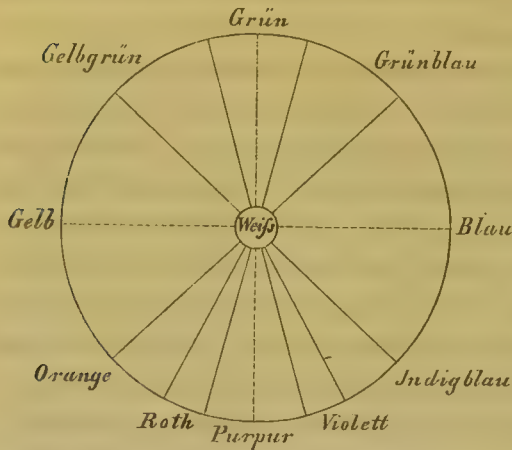 Grün
Gelbgrün
Grünblau
Gelb
Weiſs
Blau
Orange
Indigblau
Roth
Violett
Purpur